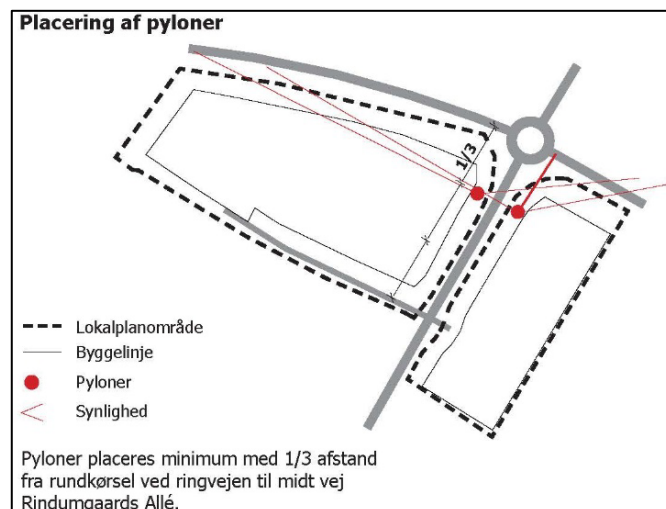 Placering af pyloner
1/3
Lokalplanområde
Byggelinje
Pyloner
Synlighed
Pyloner placeres minimum med 1/3 afstand
fra rundkørsel ved ringvejen til midt vej
Rindumgaards Allé.